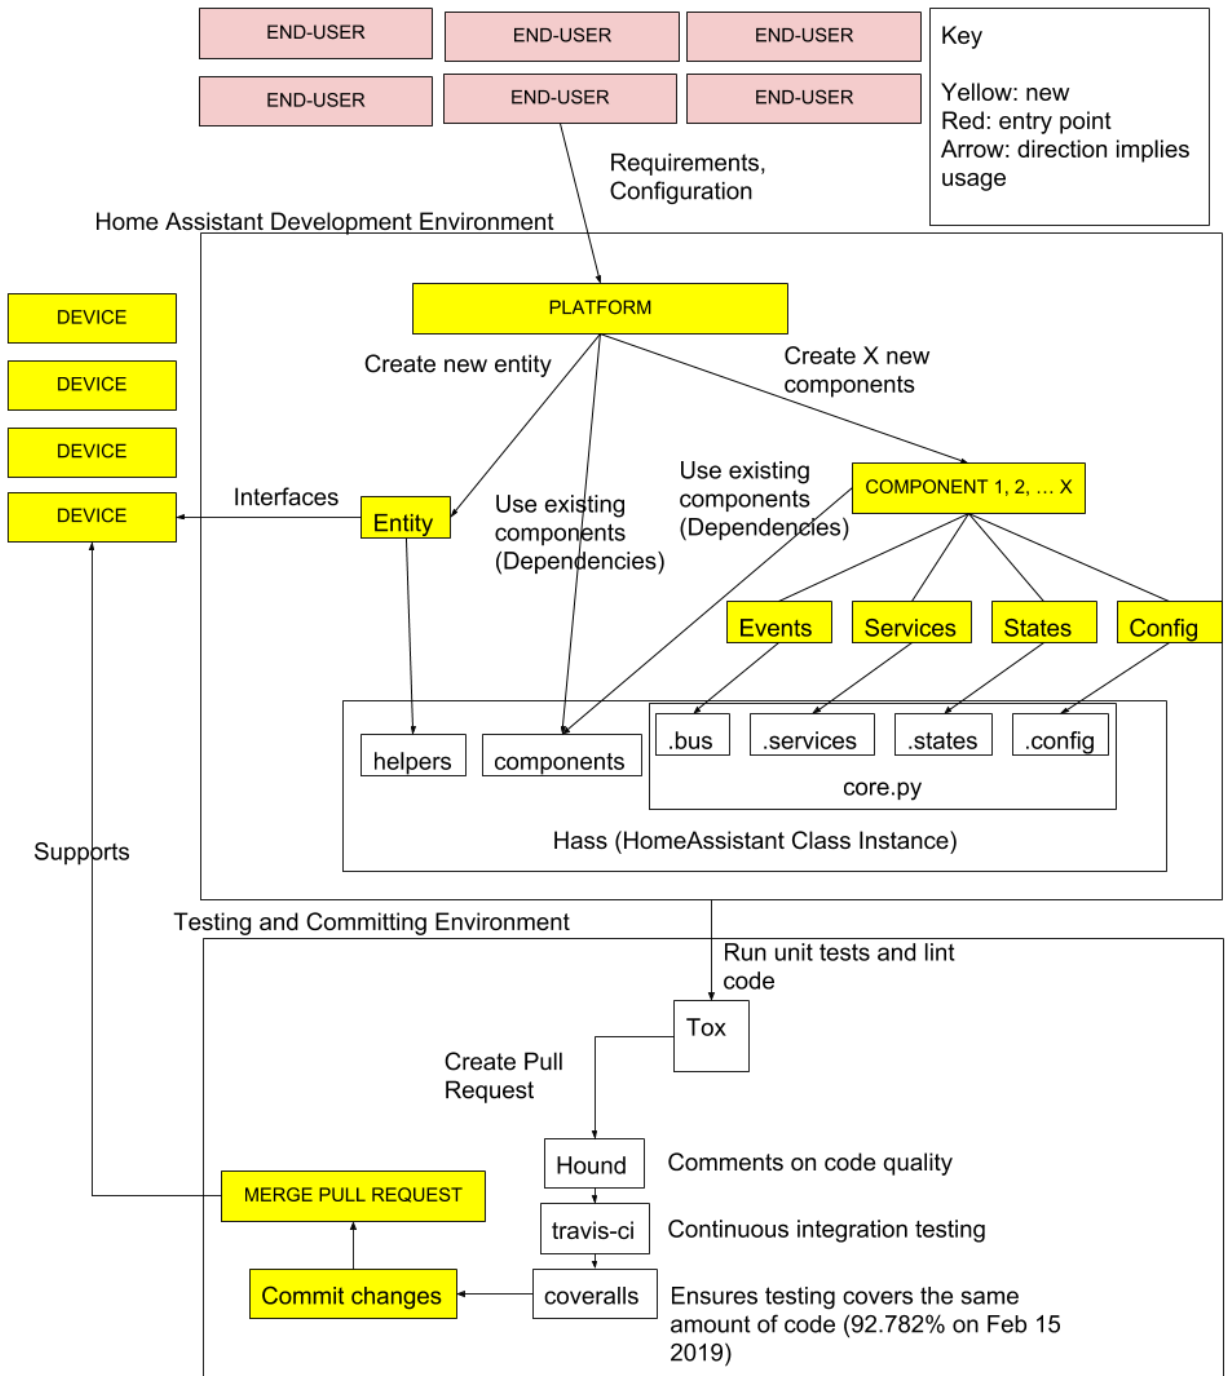 END-USER
END-USER
END-USER
END-USER
END-USER
END-USER
Key
Yellow: new
Red: entry point
Arrow: direction implies
usage
Requirements,
Configuration
Home Assistant Development Environment
PLATFORM
DEVICE
DEVICE
DEVICE
DEVICE
Create new entity
Create X new
components
Interfaces
Entity
Use existing
components
(Dependencies)
Use existing
components
(Dependencies)
COMPONENT 1, 2, ... X
Events
Services
States
Config
helpers
components
.bus
.services
.states
.config
core.py
Hass (HomeAssistant Class Instance)
Supports
Testing and Committing Environment
Run unit tests and lint
code
Tox
Create Pull
Request
Hound
Comments on code quality
MERGE PULL REQUEST
travis-ci
Continuous integration testing
Commit changes
coveralls
Ensures testing covers the same
amount of code (92.782% on Feb 15
2019)